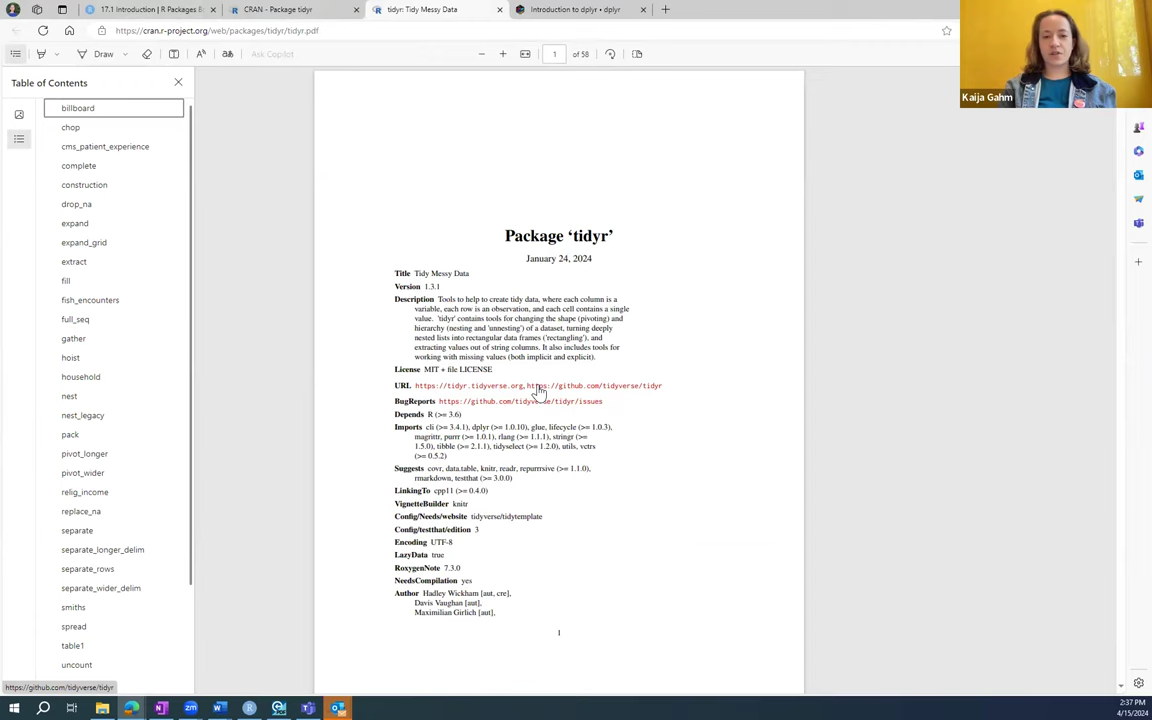 17.1 Introduction | R Packages E
CRAN - Package tidyr
tidyr: Tidy Messy Data
Introduction to dplyr • dplyr
https://cran.r-project.org/web/packages/tidyr/tidyr.pdf
Draw
Ask Copilot
1 of 58
Kaija Gahm
Table of Contents
billboard
chop
cms_patient_experience
complete
construction
drop_na
expand
expand_grid
extract
fill
fish_encounters
full_seq
gather
hoist
household
nest
nest_legacy
pack
pivot_longer
pivot_wider
relig_income
replace_na
separate
separate_longer_delim
separate_rows
separate_wider_delim
smiths
spread
table1
uncount
Package ‘tidyr’
January 24, 2024
Title Tidy Messy Data
Version 1.3.1
Description Tools to help to create tidy data, where each column is a
variable, each row is an observation, and each cell contains a single
value. 'tidyr' contains tools for changing the shape (pivoting) and
hierarchy (nesting and 'unnesting') of a dataset, turning deeply
nested lists into rectangular data frames ('rectangling'), and
extracting values out of string columns. It also includes tools for
working with missing values (both implicit and explicit).
License MIT + file LICENSE
URL https://tidyr.tidyverse.org, https://github.com/tidyverse/tidyr
BugReports https://github.com/tidyverse/tidyr/issues
Depends R (>= 3.6)
Imports cli (>= 3.4.1), dplyr (>= 1.0.10), glue, lifecycle (>= 1.0.3),
magrittr, purrr (>= 1.0.1), rlang (>= 1.1.1), stringr (>=
1.5.0), tibble (>= 2.1.1), tidyselect (>= 1.2.0), utils, vctrs
(>= 0.5.2)
Suggests covr, data.table, knitr, readr, repurrrsive (>= 1.1.0),
rmarkdown, testthat (>= 3.0.0)
LinkingTo cpp11 (>= 0.4.0)
VignetteBuilder knitr
Config/Needs/website tidyverse/tidytemplate
Config/testthat/edition 3
Encoding UTF-8
LazyData true
RoxygenNote 7.3.0
NeedsCompilation yes
Author Hadley Wickham [aut, cre],
Davis Vaughan [aut],
Maximilian Girlich [aut],
1
https://github.com/tidyverse/tidyr
2:37 PM
4/15/2024